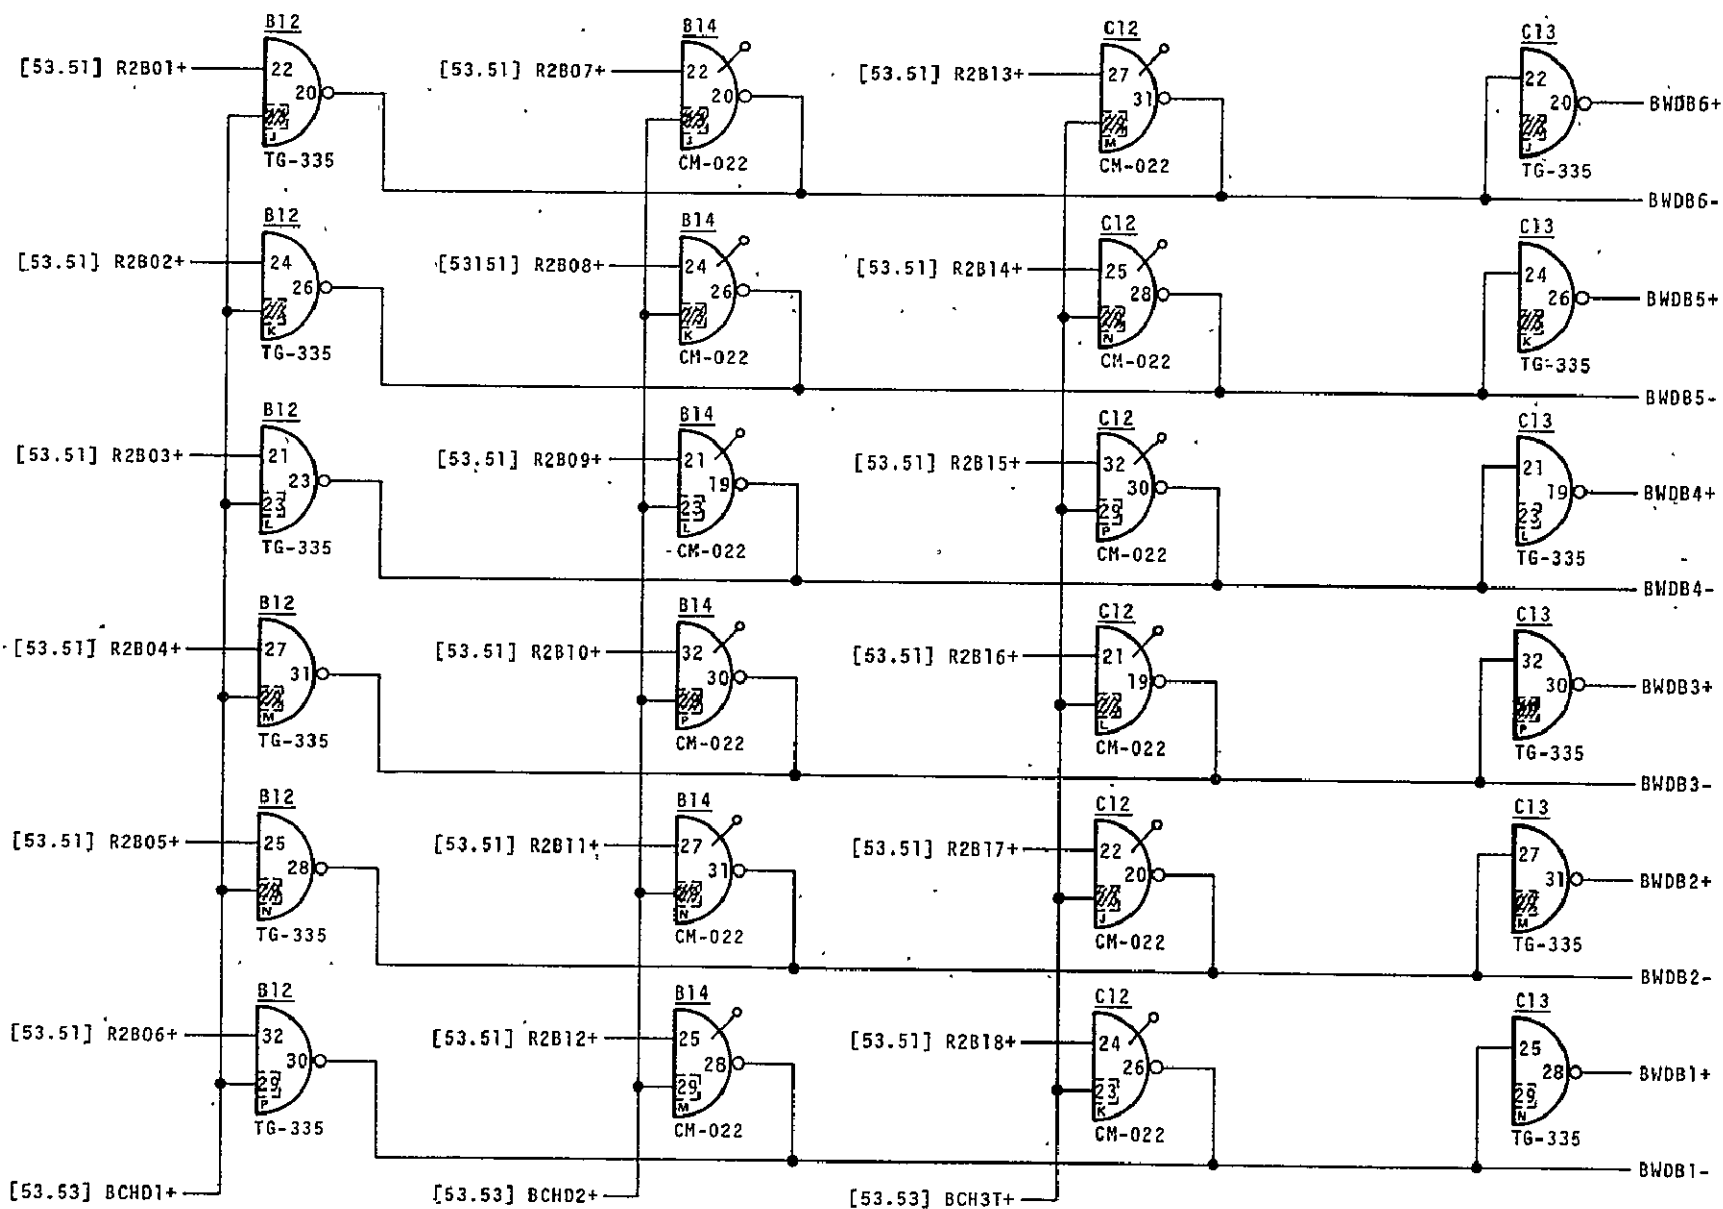 B12 B14 C12 C13
[53.51] R2B01+ 22 20 J TG-335
[53.51] R2B07+ 22 20 J CM-022
[53.51] R2B13+ 27 31 M CM-022
22 20 J TG-335 BWDB6+
BWDB6-
B12 B14 C12 C13
[53.51] R2B02+ 24 26 K TG-335
[53151] R2B08+ 24 26 K CM-022
[53.51] R2B14+ 25 28 N CM-022
24 26 K TG-335 BWDB5+
BWDB5-
B12 B14 C12 C13
[53.51] R2B03+ 21 23 23 L TG-335
[53.51] R2B09+ 21 19 23 L CM-022
[53.51] R2B15+ 32 30 29 P CM-022
21 19 23 L TG-335 BWDB4+
BWDB4-
B12 B14 C12 C13
[53.51] R2B04+ 27 31 M TG-335
[53.51] R2B10+ 32 30 P CM-022
[53.51] R2B16+ 21 19 L CM-022
32 30 P TG-335 BWDB3+
BWDB3-
B12 B14 C12 C13
[53.51] R2B05+ 25 28 N TG-335
[53.51] R2B11+ 27 31 N CM-022
[53.51] R2B17+ 22 20 J CM-022
27 31 M TG-335 BWDB2+
BWDB2-
B12 B14 C12 C13
[53.51] R2B06+ 32 30 29 P TG-335
[53.51] R2B12+ 25 28 29 M CM-022
[53.51] R2B18+ 24 26 23 K CM-022
25 28 29 N TG-335 BWDB1+
BWDB1-
[53.53] BCHD1+
[53.53] BCHD2+
[53.53] BCH3T+